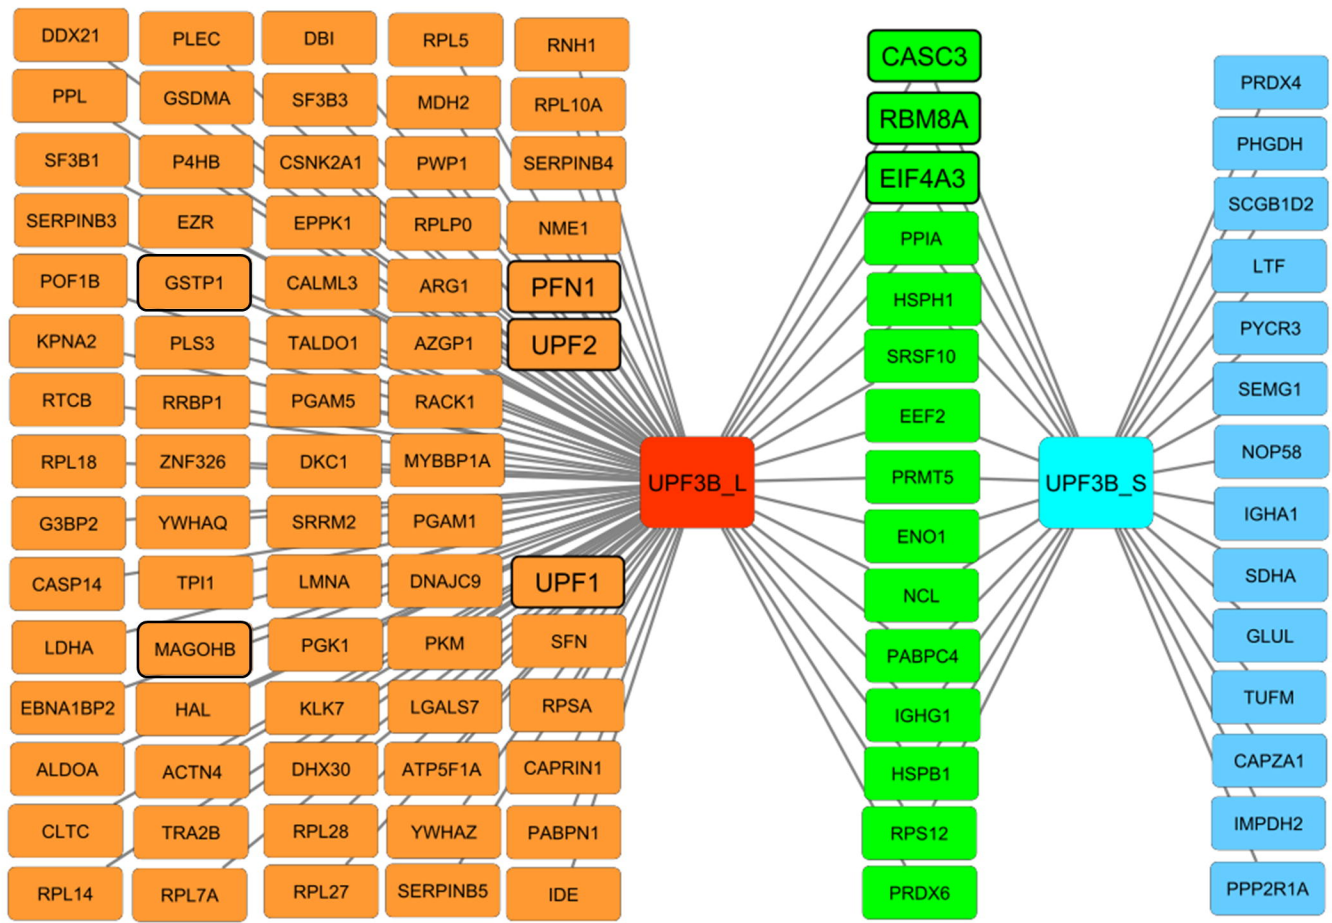 DDX21
PPL
SF3B1
SERPINB3
POF1B
KPNA2
RTCB
RPL18
G3BP2
CASP14
LDHA
EBNA1BP2
ALDOA
CLTC
RPL14
PLEC
GSDMA
P4HB
EZR
GSTP1
PLS3
RRBP1
ZNF326
YWHAQ
TPI1
MAGOHB
HAL
ACTN4
TRA2B
RPL7A
DBI
SF3B3
CSNK2A1
EPPK1
CALML3
TALDO1
PGAM5
DKC1
SRRM2
LMNA
PGK1
KLK7
DHX30
RPL28
RPL27
RPL5
MDH2
PWP1
RPLP0
ARG1
AZGP1
RACK1
MYBBP1A
PGAM1
DNAJC9
PKM
LGALS7
ATP5F1A
YWHAZ
SERPINB5
RNH1
RPL10A
SERPINB4
NME1
PFN1
UPF2
UPF1
SFN
RPSA
CAPRIN1
PABPN1
IDE
UPF3B_L
CASC3
RBM8A
EIF4A3
PPIA
HSPH1
SRSF10
EEF2
PRMT5
ENO1
NCL
PABPC4
IGHG1
HSPB1
RPS12
PRDX6
UPF3B_S
PRDX4
PHGDH
SCGB1D2
LTF
PYCR3
SEMG1
NOP58
IGHA1
SDHA
GLUL
TUFM
CAPZA1
IMPDH2
PPP2R1A